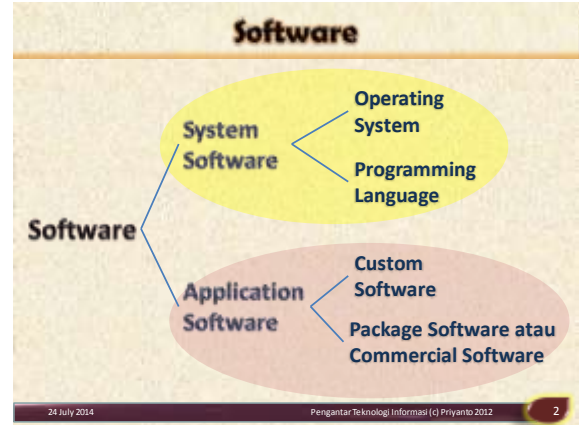 Software
Operating
System
System
Software
Programming
Language
Software
Custom
Software
Application
Software
Package Software atau
Commercial Software
24 July 2014
Pengantar Teknologi Informasi (c) Priyanto 2012
2